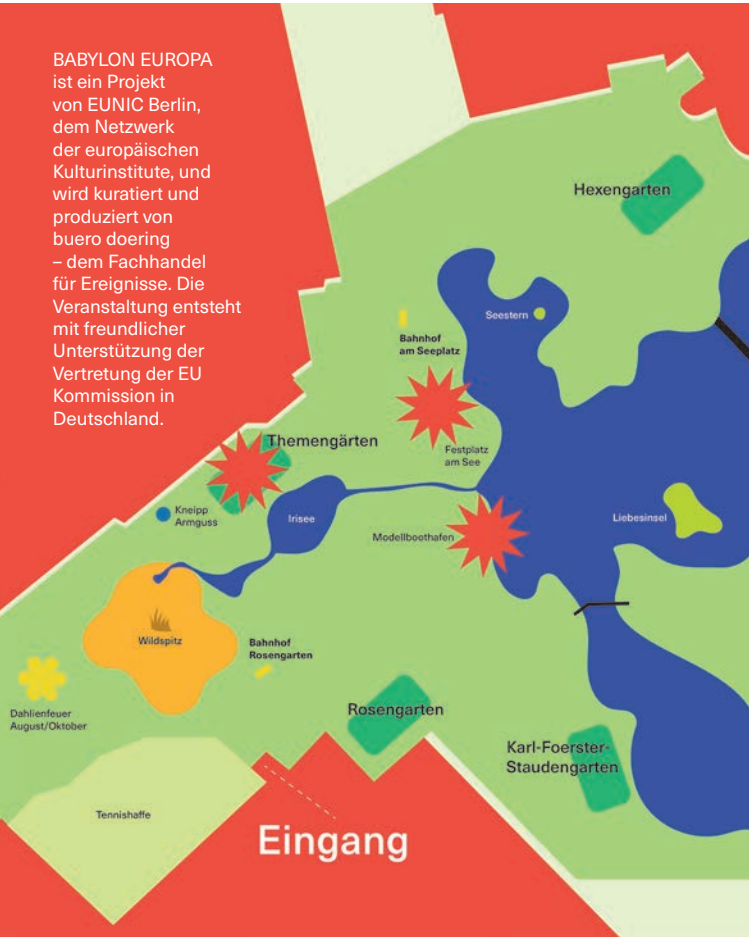 BABYLON EUROPA
ist ein Projekt
von EUNIC Berlin,
dem Netzwerk
der europäischen
Kulturinstitute, und
wird kuratiert und
produziert von
buero doering
– dem Fachhandel
für Ereignisse. Die
Veranstaltung entsteht
mit freundlicher
Unterstützung der
Vertretung der EU
Kommission in
Deutschland.
Hexengarten
Seestern
Bahnhof
am Seeplatz
Themengärten
Festplatz
am See
Kneipp
Armguss
Irisee
Liebesinsel
Modellboothafen
Wildspitz
Bahnhof
Rosengarten
Dahlienfeuer
August/Oktober
Rosengarten
Karl-Foerster-
Staudengarten
Tennishaffe
Eingang